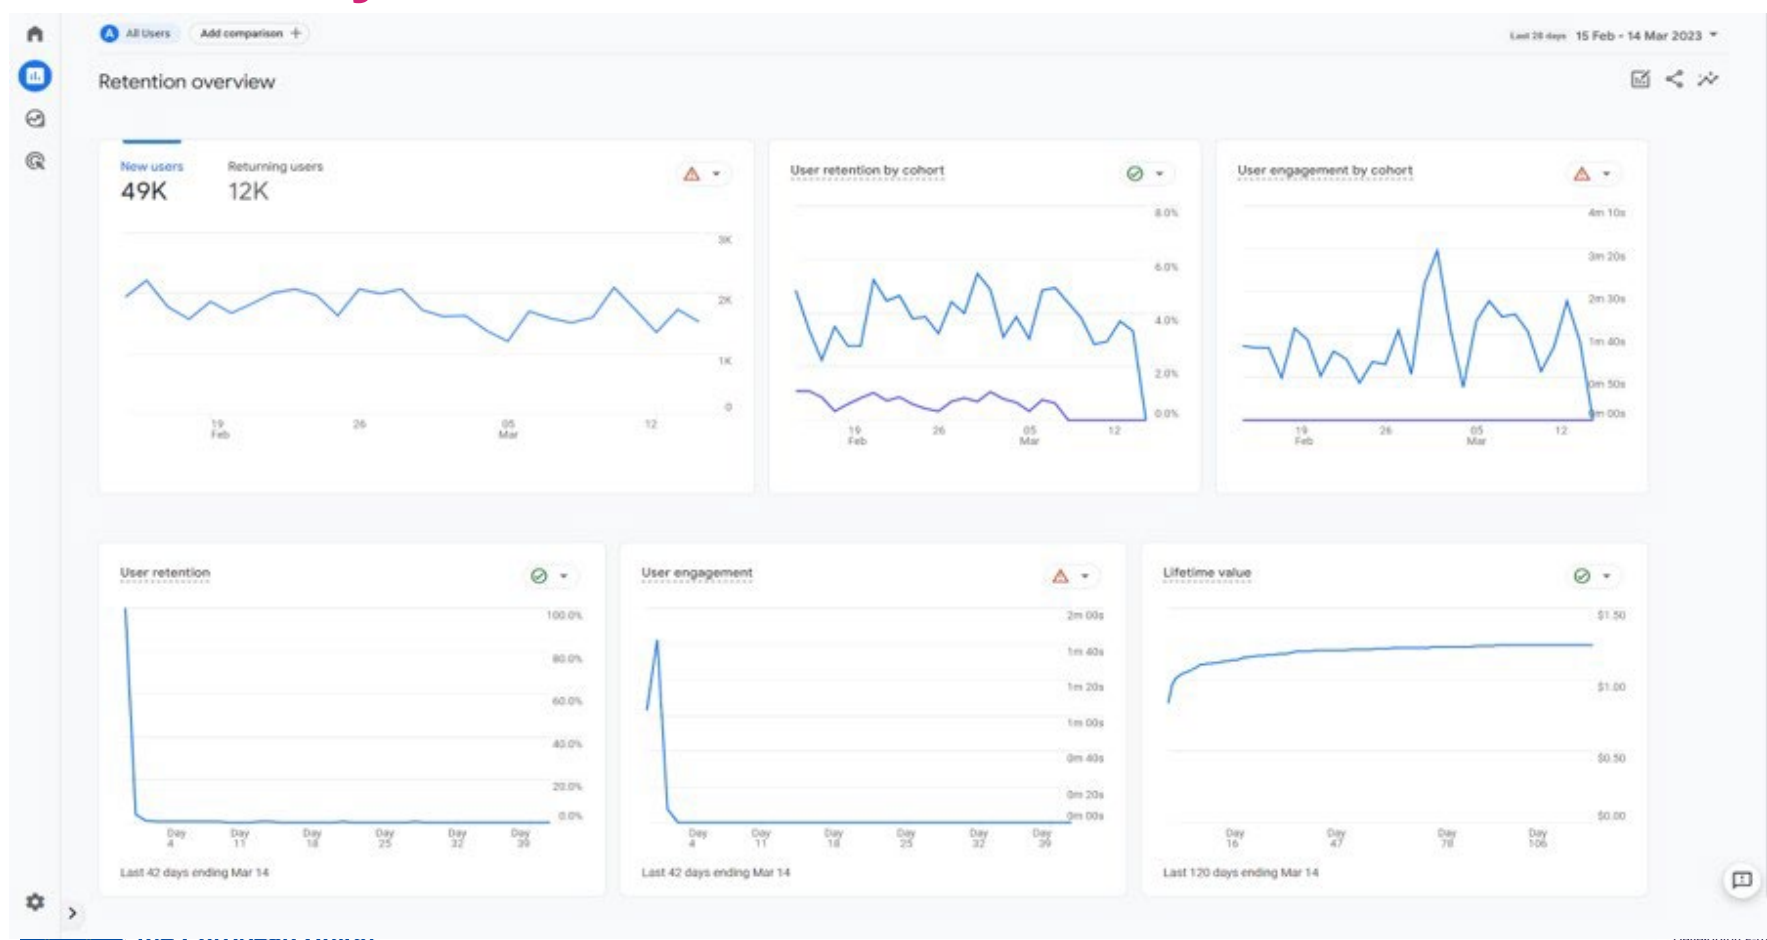 A All Users Add comparison + Last 28 days 15 Feb - 14 Mar 2023
Retention overview
New users Returning users
49K 12K
3K
2K
1K
0
19 26 05 12
Feb Mar
User retention by cohort
8.0%
6.0%
4.0%
2.0%
0.0%
19 26 05 12
Feb Mar
User engagement by cohort
4m 10s
3m 20s
2m 30s
1m 40s
0m 50s
0m 00s
19 26 05 12
Feb Mar
User retention
100.0%
80.0%
60.0%
40.0%
20.0%
0.0%
Day Day Day Day Day Day
4 11 18 25 32 39
Last 42 days ending Mar 14
User engagement
2m 00s
1m 40s
1m 20s
1m 00s
0m 40s
0m 20s
0m 00s
Day Day Day Day Day Day
4 11 18 25 32 39
Last 42 days ending Mar 14
Lifetime value
$1.50
$1.00
$0.50
$0.00
Day Day Day Day
16 47 78 106
Last 120 days ending Mar 14